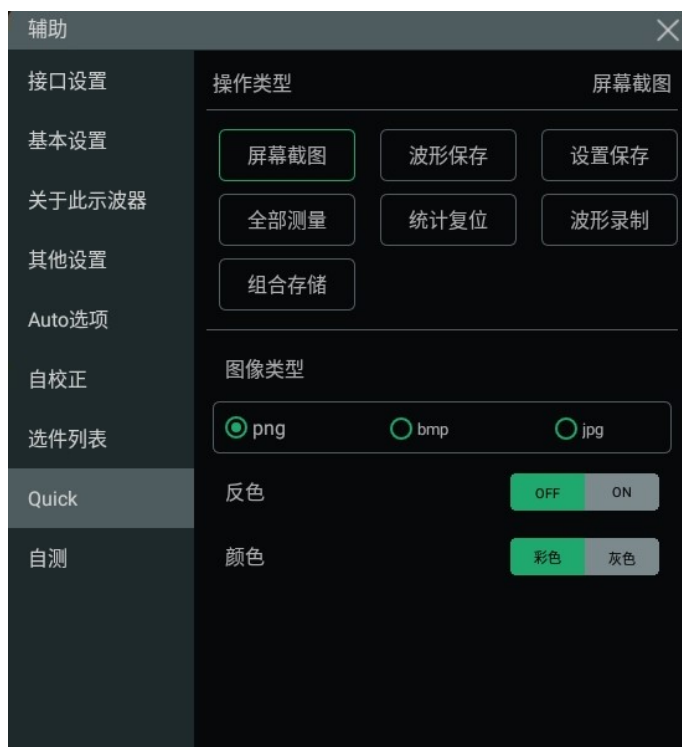 辅助
接口设置
基本设置
关于此示波器
其他设置
Auto选项
自校正
选件列表
Quick
自测
操作类型 屏幕截图
屏幕截图 波形保存 设置保存
全部测量 统计复位 波形录制
组合存储
图像类型
png bmp jpg
反色 OFF ON
颜色 彩色 灰色